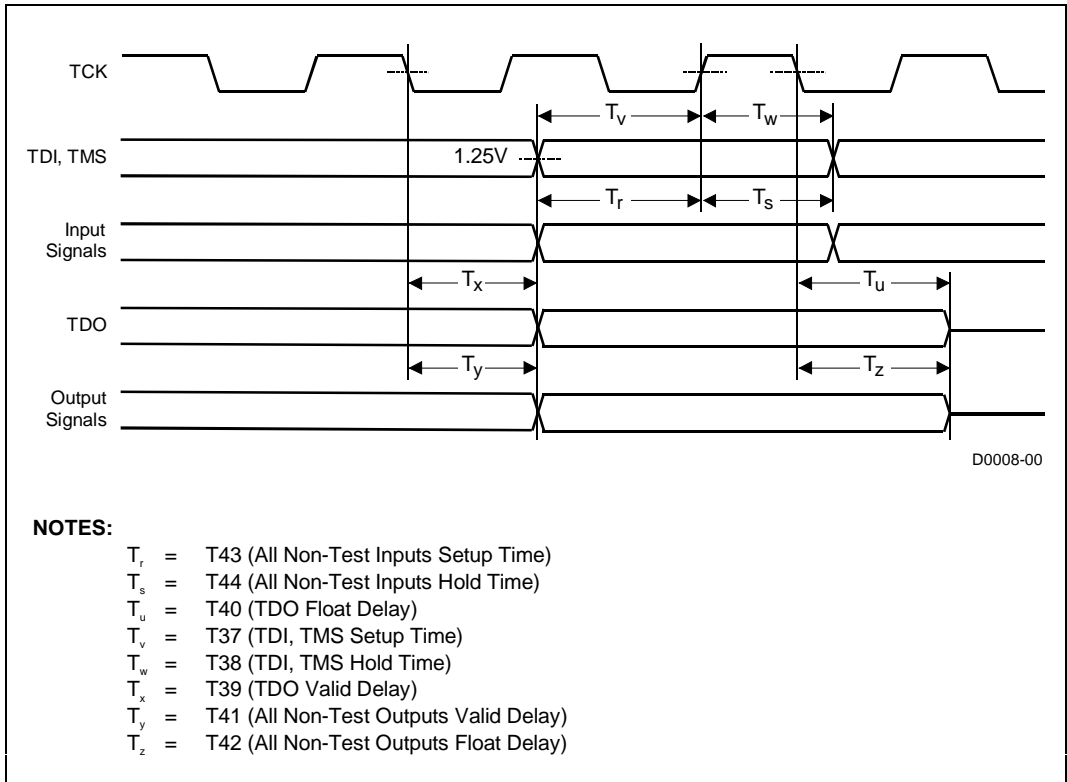 TCK
Tv
Tw
TDI, TMS
1.25V
Tr
Ts
Input
Signals
Tx
Tu
TDO
Ty
Tz
Output
Signals
D0008-00
NOTES:
Tr = T43 (All Non-Test Inputs Setup Time)
Ts = T44 (All Non-Test Inputs Hold Time)
Tu = T40 (TDO Float Delay)
Tv = T37 (TDI, TMS Setup Time)
Tw = T38 (TDI, TMS Hold Time)
Tx = T39 (TDO Valid Delay)
Ty = T41 (All Non-Test Outputs Valid Delay)
Tz = T42 (All Non-Test Outputs Float Delay)